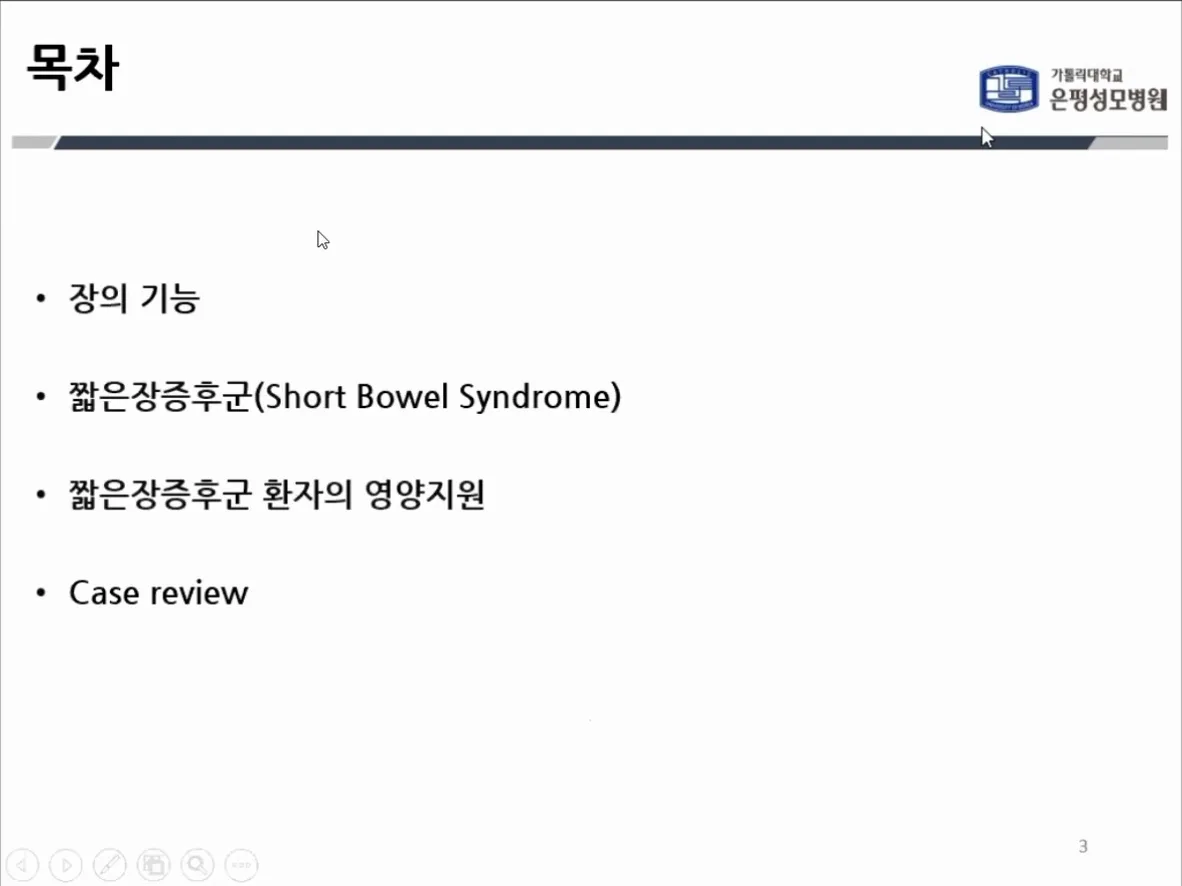 목차
가톨릭대학교
은평성모병원
• 장의 기능
• 짧은장증후군(Short Bowel Syndrome)
• 짧은장증후군 환자의 영양지원
• Case review
3